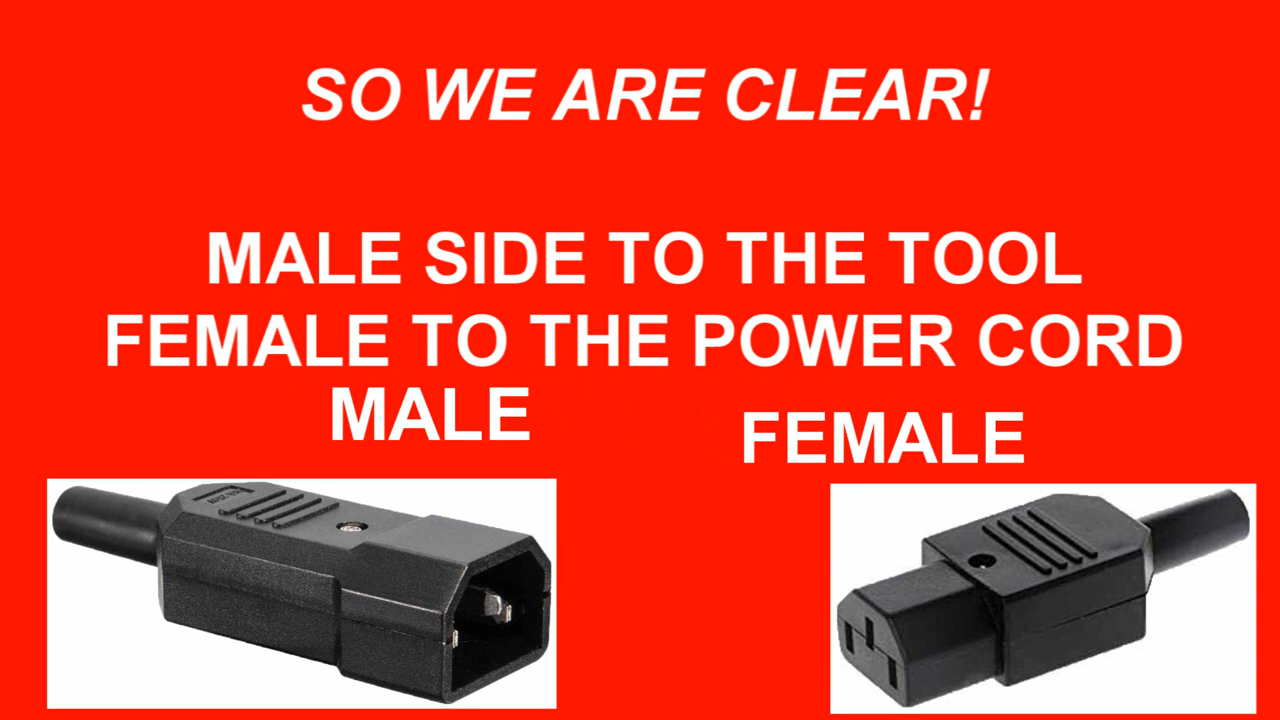 SO WE ARE CLEAR!
MALE SIDE TO THE TOOL
FEMALE TO THE POWER CORD
MALE
FEMALE